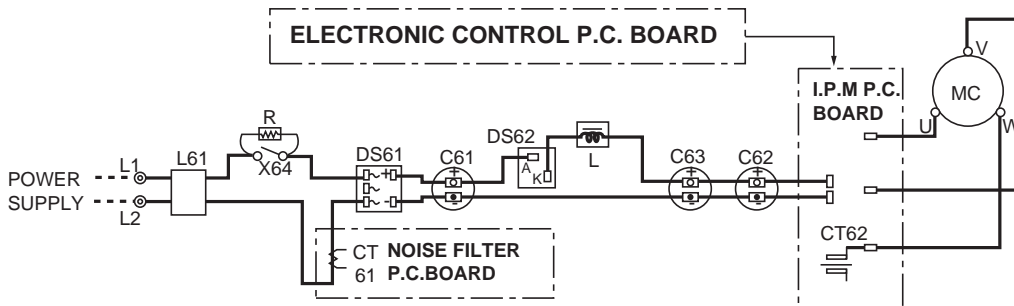 ELECTRONIC CONTROL P.C. BOARD
I.P.M P.C.
BOARD
V
MC
U
W
R
X64
L61
L1
L2
POWER
SUPPLY
DS61
+
-
C61
+
-
DS62
A
K
L
C63
+
-
C62
+
-
CT62
CT
61
NOISE FILTER
P.C.BOARD